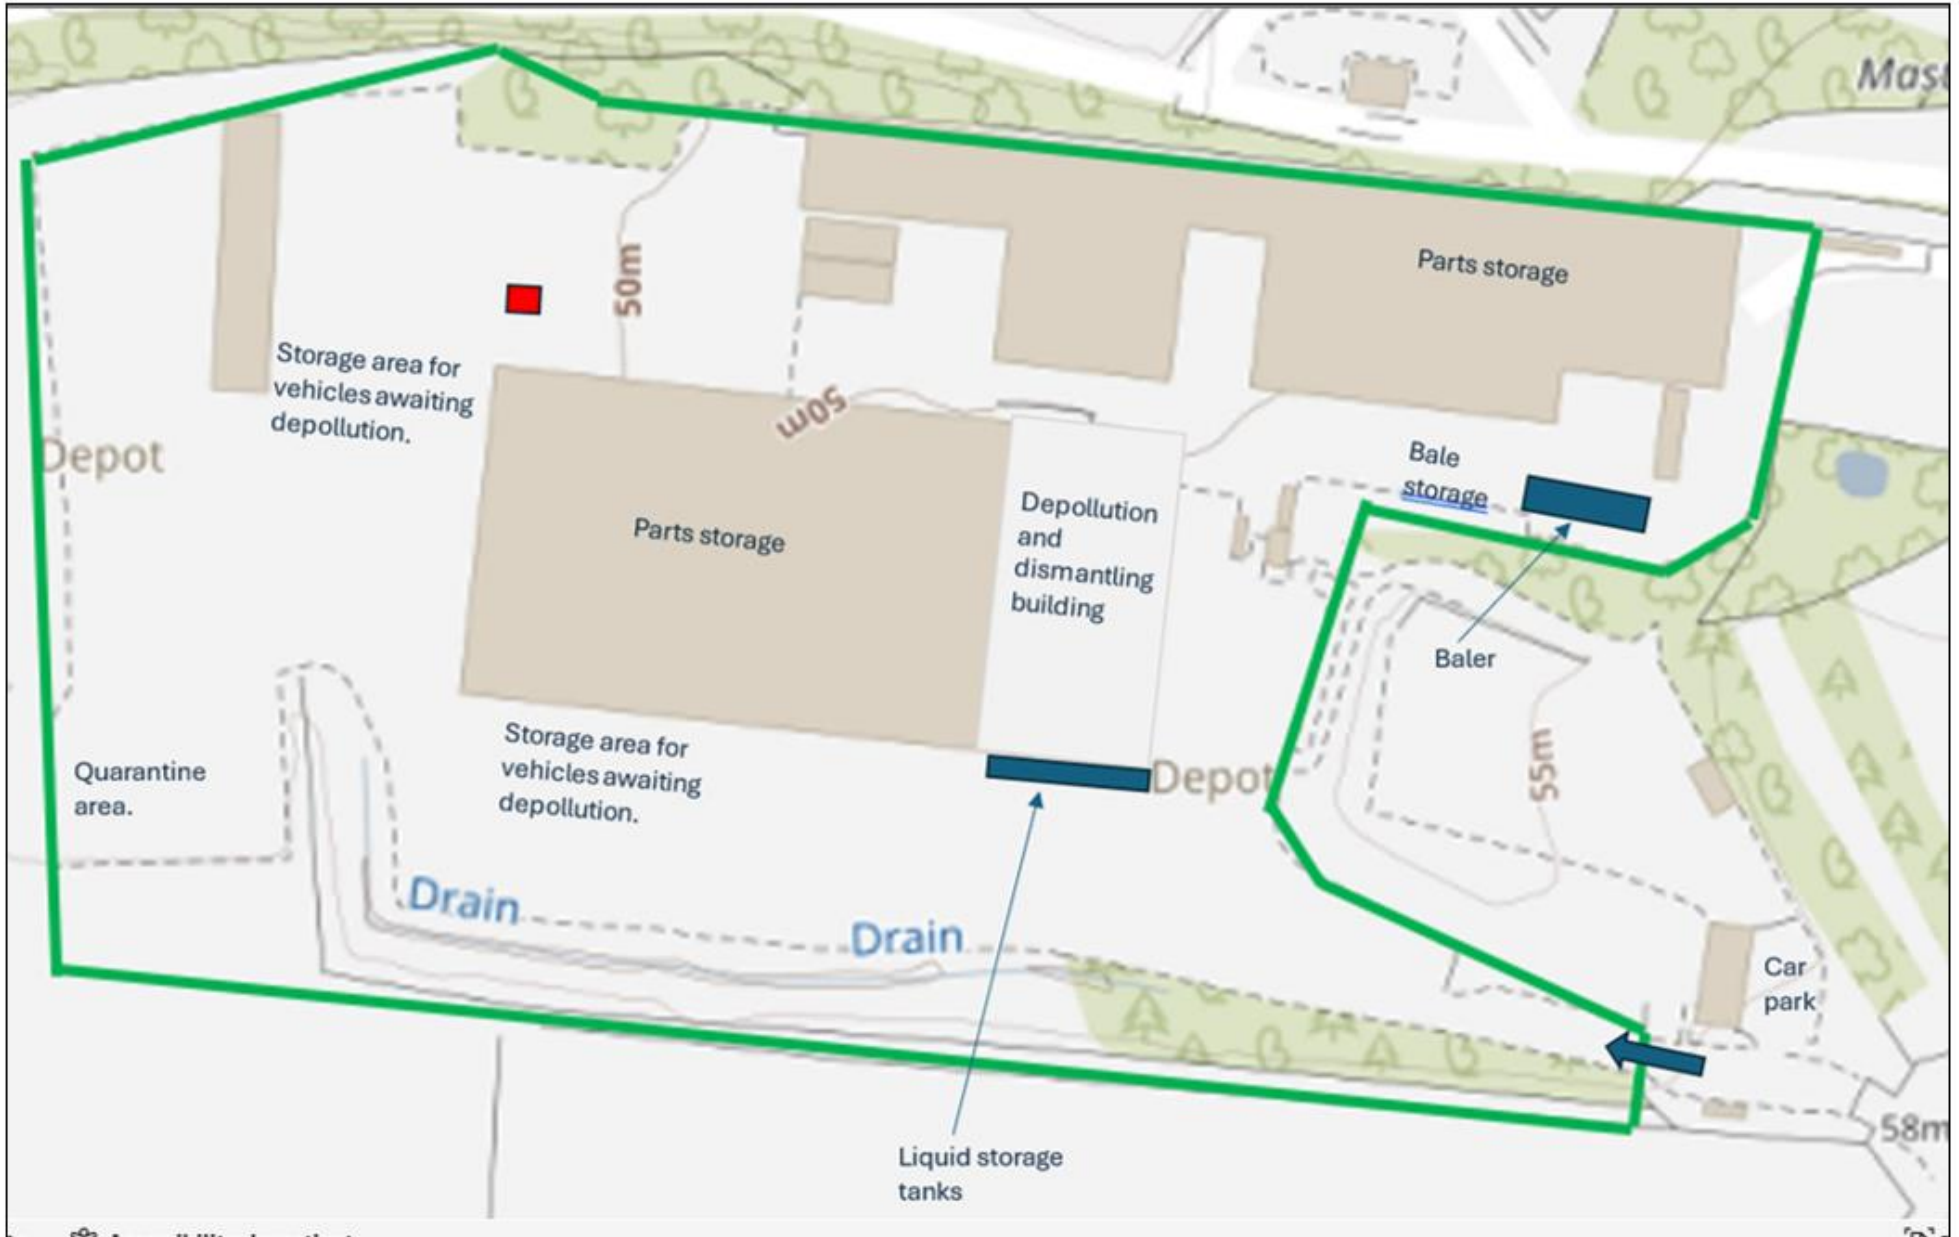 Mast
50m
Parts storage
Storage area for
vehicles awaiting
depollution.
50m
Depot
Bale
storage
Depollution
and
dismantling
building
Parts storage
Baler
Storage area for
vehicles awaiting
depollution.
Depot
55m
Quarantine
area.
Drain
Drain
Car
park
58m
Liquid storage
tanks